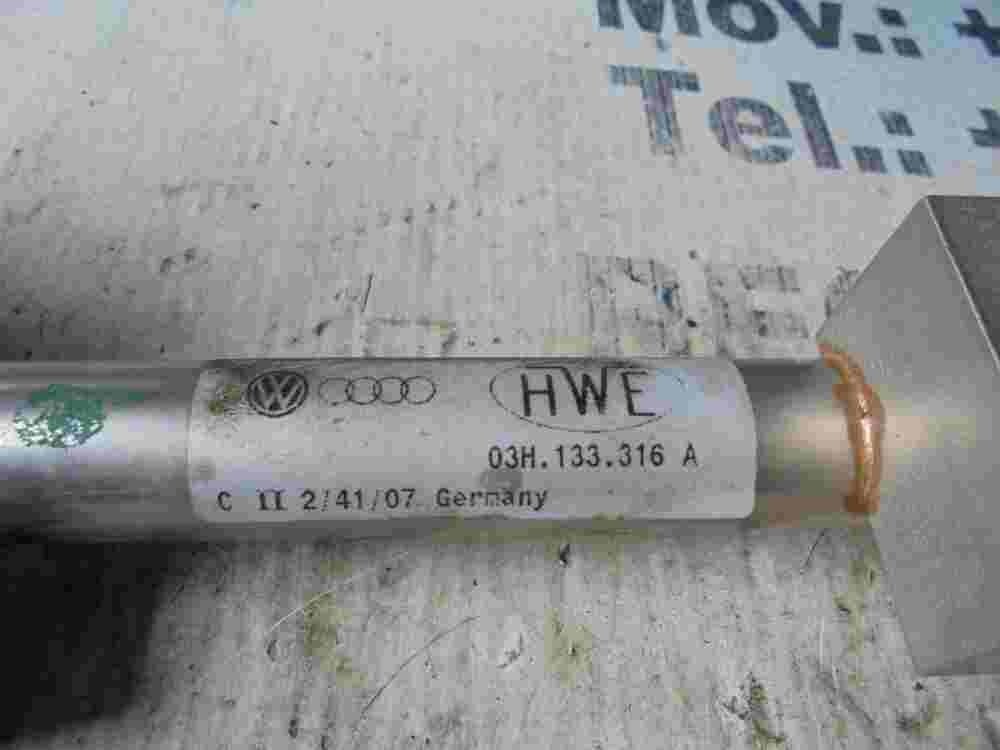 Mov.: +
Tel.: +
HWE
03H.133.316 A
C II 2/41/07 Germany